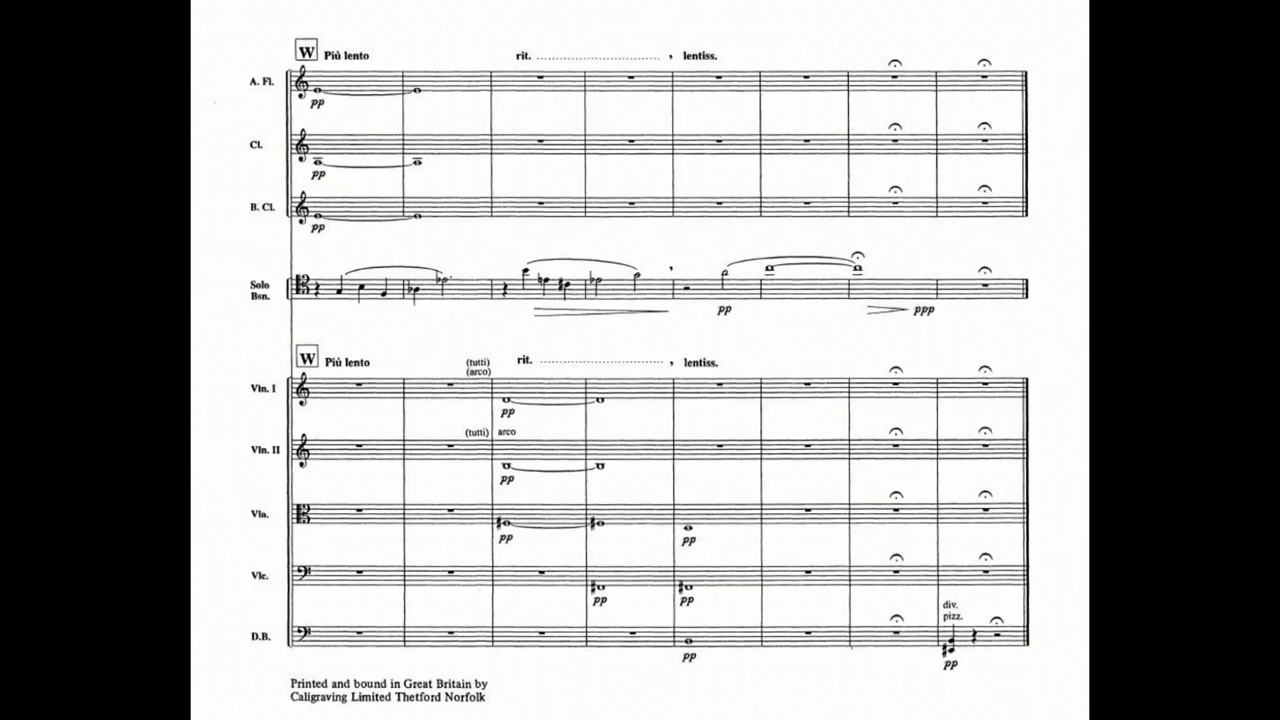 W Più lento rit. , lentiss.
A. Fl.
pp
Cl.
pp
B. Cl.
pp
Solo
Bsn.
pp ppp
W Più lento (tutti) rit. , lentiss.
(arco)
Vln. I
pp
(tutti) arco
Vln. II
pp
Vla.
pp pp
Vlc.
pp pp
div.
pizz.
D.B.
pp pp
Printed and bound in Great Britain by
Caligraving Limited Thetford Norfolk